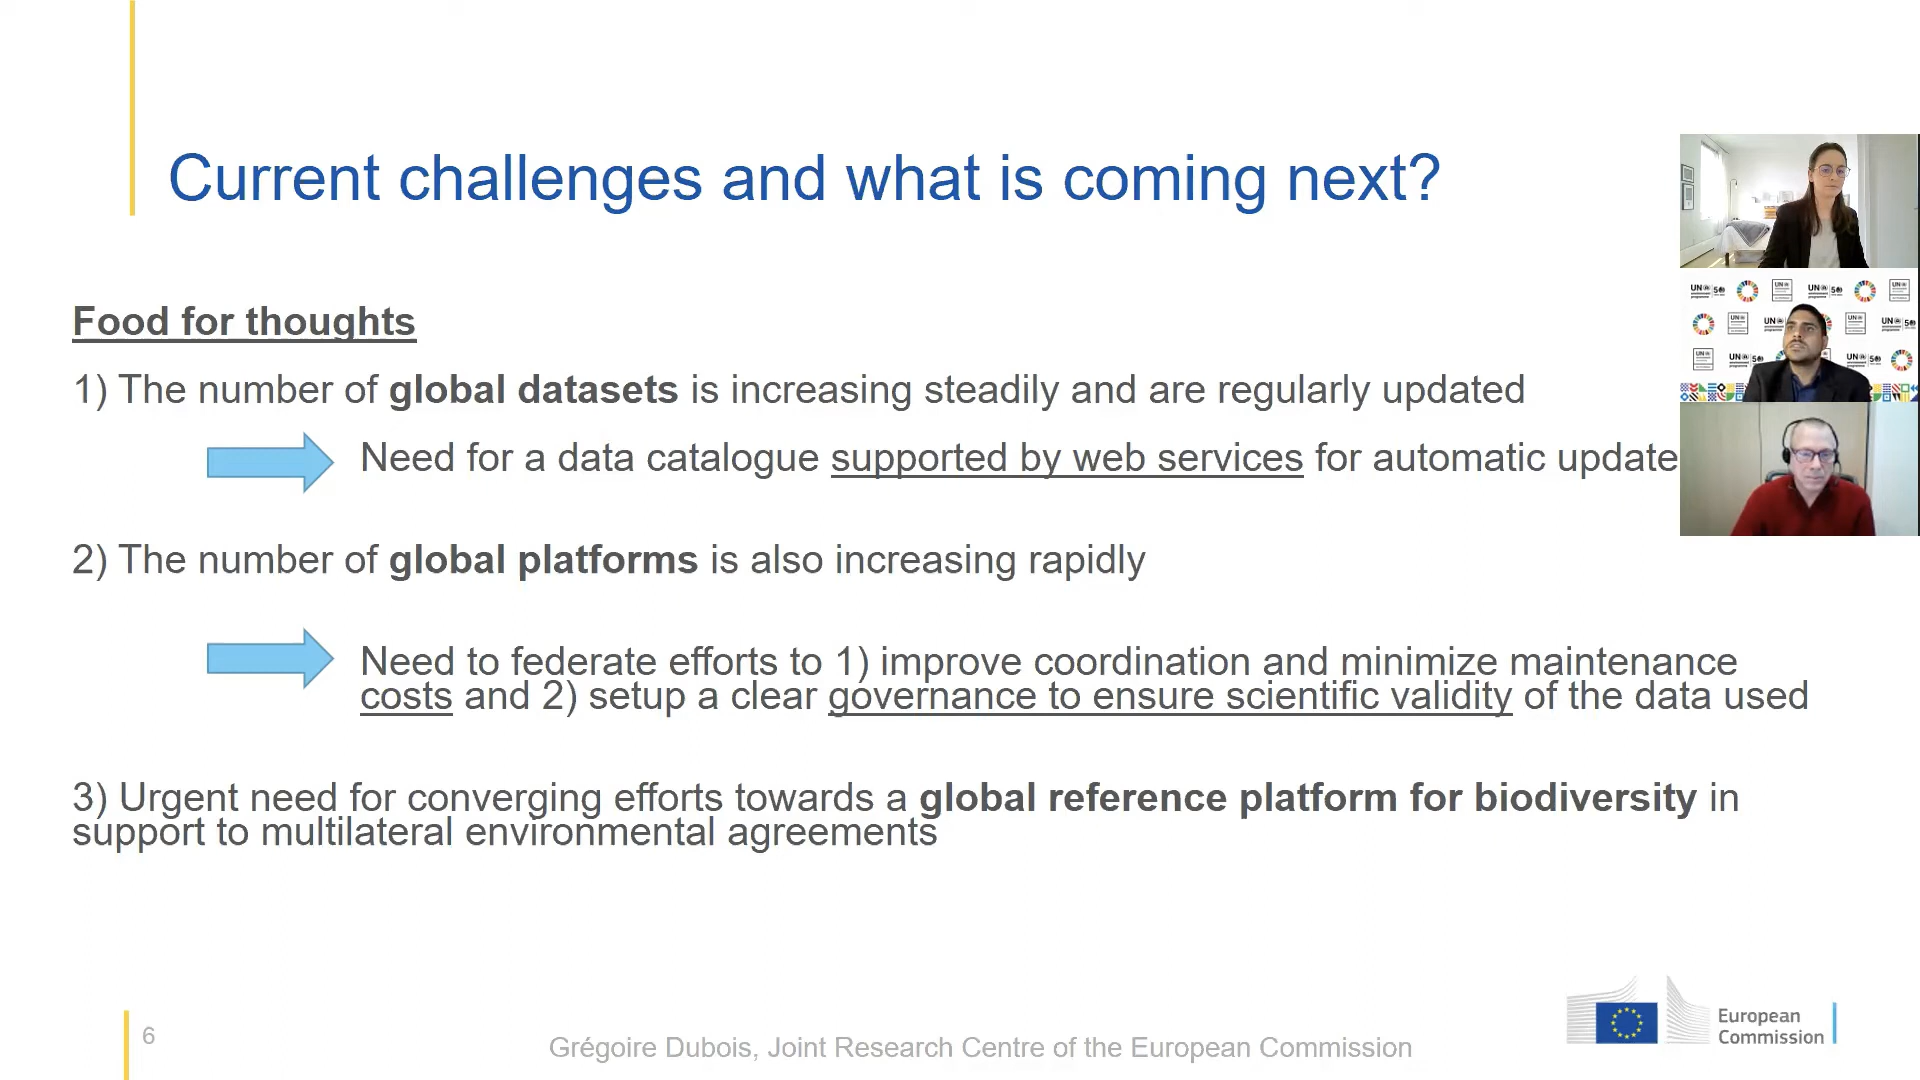 Current challenges and what is coming next?
Food for thoughts
1) The number of global datasets is increasing steadily and are regularly updated
Need for a data catalogue supported by web services for automatic update
2) The number of global platforms is also increasing rapidly
Need to federate efforts to 1) improve coordination and minimize maintenance
costs and 2) setup a clear governance to ensure scientific validity of the data used
3) Urgent need for converging efforts towards a global reference platform for biodiversity in
support to multilateral environmental agreements
6
Grégoire Dubois, Joint Research Centre of the European Commission
European
Commission